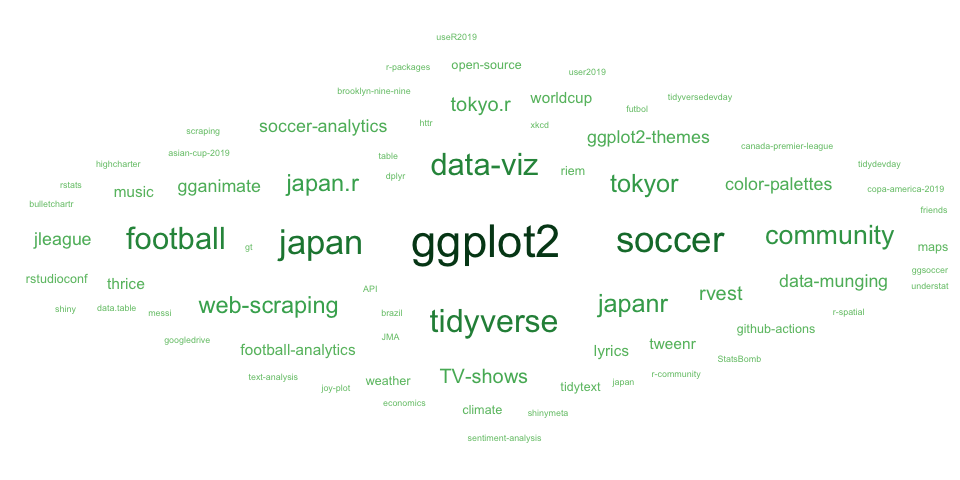 useR2019
r-packages
open-source
user2019
brooklyn-nine-nine
tokyo.r
worldcup
tidyversedevday
futbol
scraping
soccer-analytics
httr
xkcd
ggplot2-themes
asian-cup-2019
table
data-viz
canada-premier-league
highcharter
dplyr
riem
tidydevday
rstats
music
gganimate
japan.r
tokyor
color-palettes
copa-america-2019
bulletchartr
friends
jleague
football
gt
japan
ggplot2
soccer
community
maps
rstudioconf
thrice
ggsoccer
understat
API
web-scraping
japanr
rvest
data-munging
shiny
data.table
messi
brazil
tidyverse
r-spatial
googledrive
JMA
github-actions
football-analytics
lyrics
tweenr
StatsBomb
text-analysis
joy-plot
weather
TV-shows
tidytext
japan
r-community
economics
climate
shinymeta
sentiment-analysis